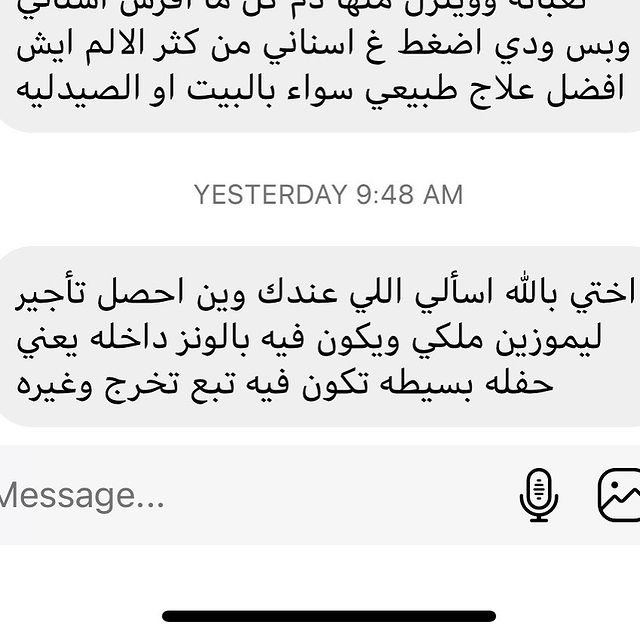 تعبانه ووينزل منها دم كل ما افرش اسناني
وبس ودي اضغط غ اسناني من كثر الالم ايش
افضل علاج طبيعي سواء بالبيت او الصيدليه
YESTERDAY 9:48 AM
اختي بالله اسألي اللي عندك وين احصل تأجير
ليموزين ملكي ويكون فيه بالونز داخله يعني
حفله بسيطه تكون فيه تبع تخرج وغيره
Message...